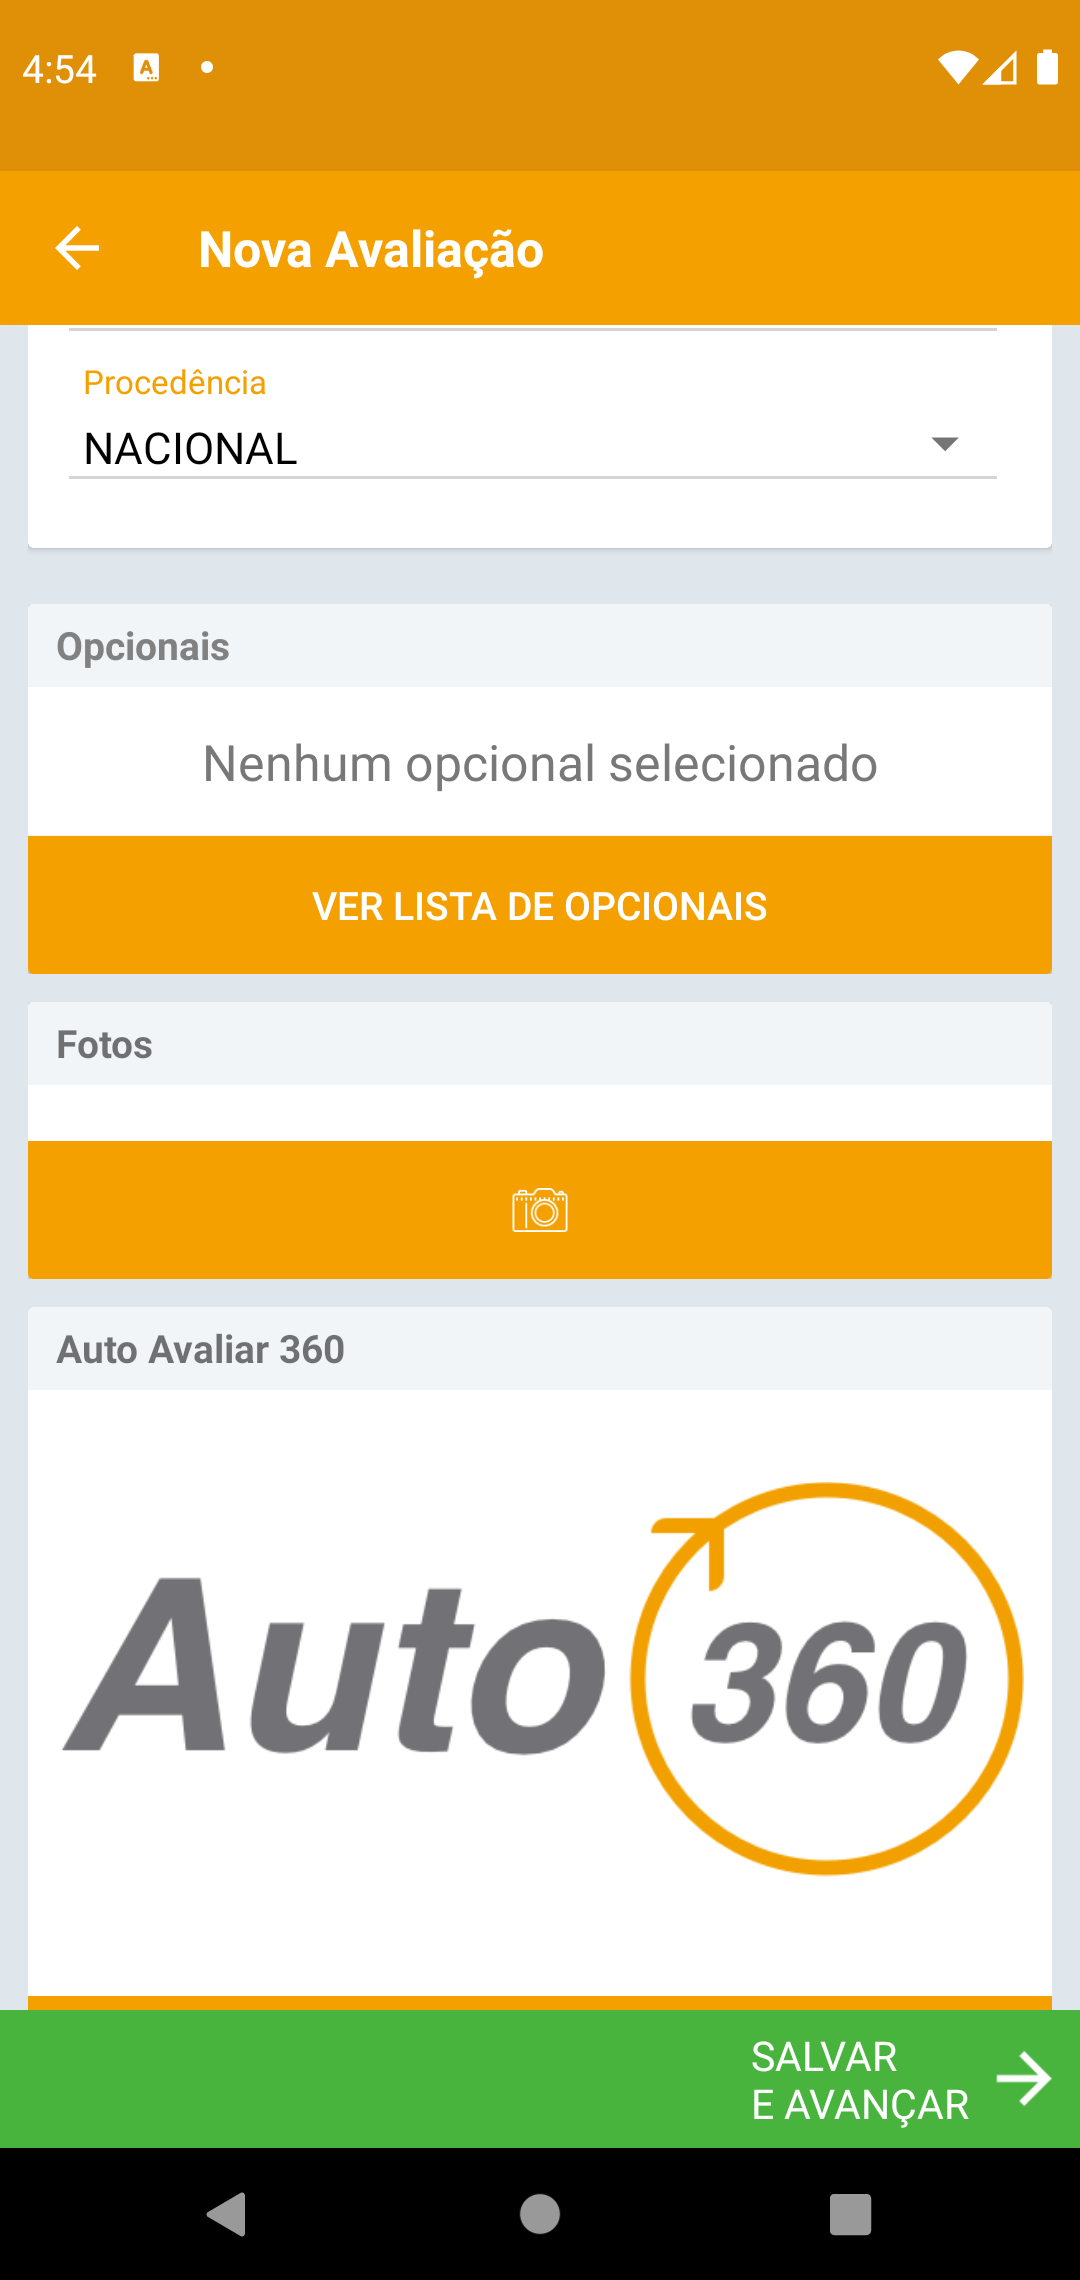 4:54
Nova Avaliação
Procedência
NACIONAL
Opcionais
Nenhum opcional selecionado
VER LISTA DE OPCIONAIS
Fotos
Auto Avaliar 360
Auto 360
SALVAR
E AVANÇAR